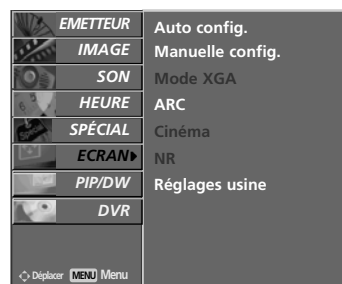 EMETTEUR
IMAGE
SON
HEURE
SPÉCIAL
ECRAN
PIP/DW
DVR
Déplacer MENU Menu
Auto config.
Manuelle config.
Mode XGA
ARC
Cinéma
NR
Réglages usine